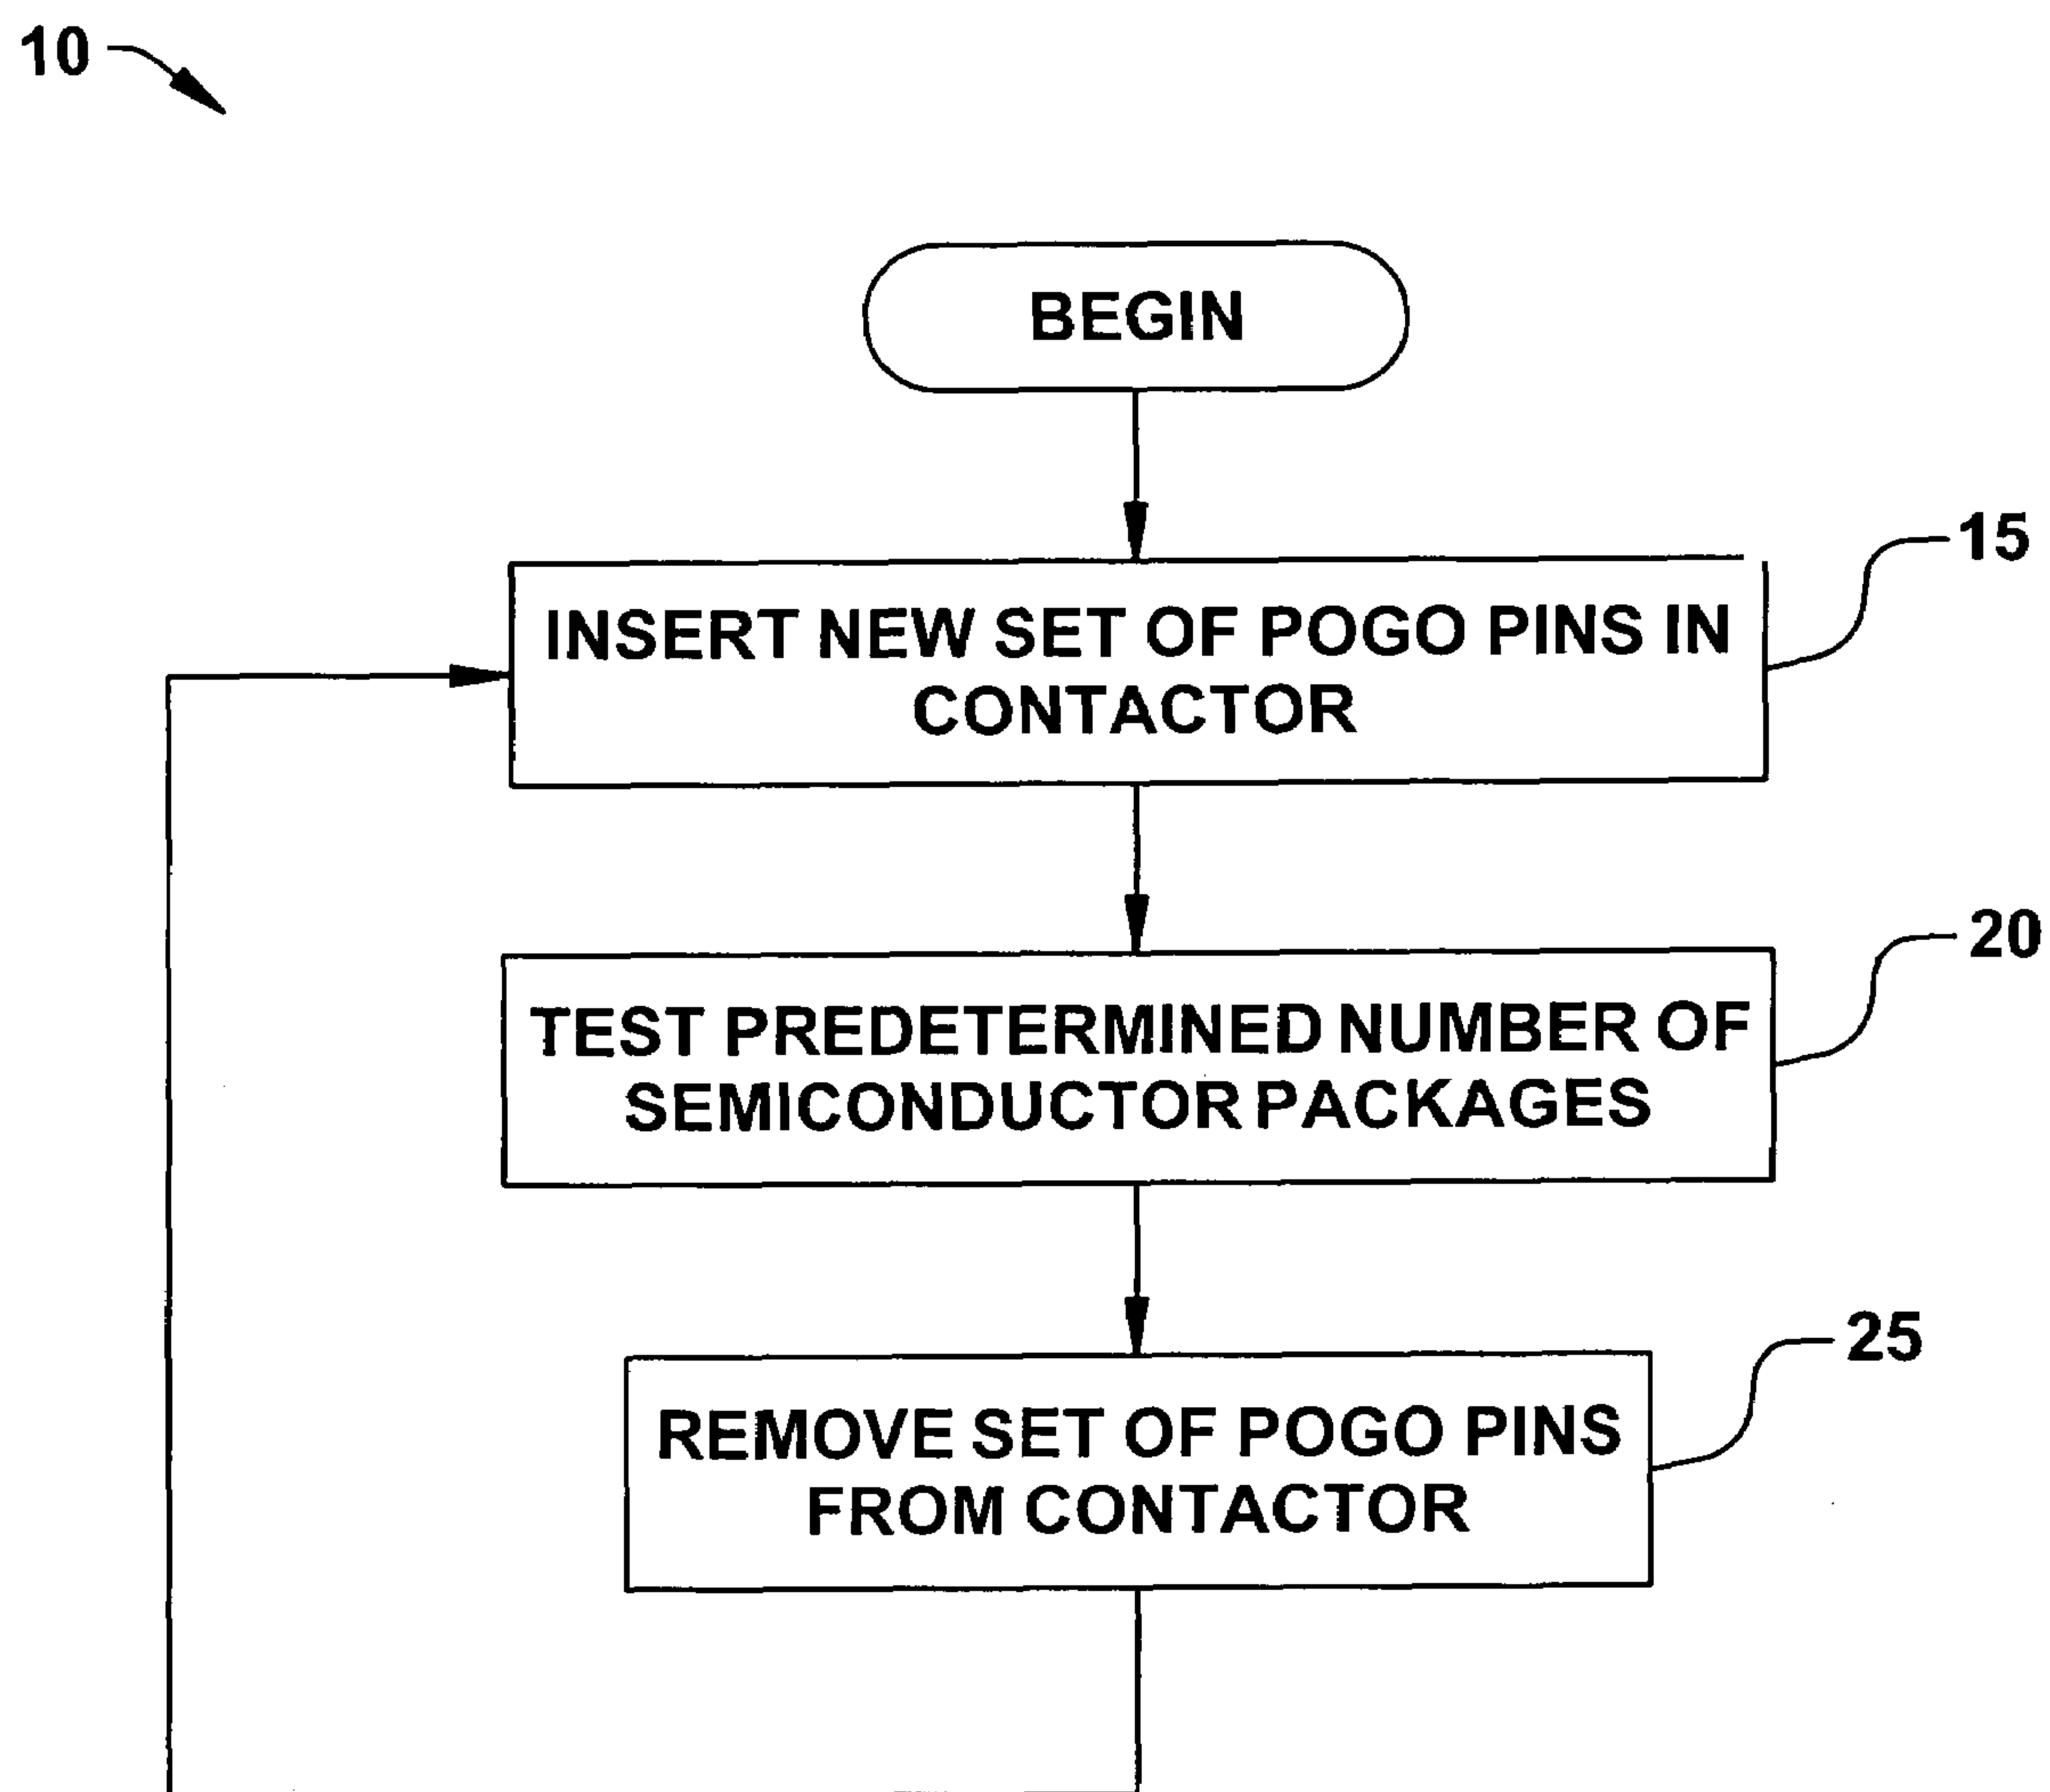 10
BEGIN
15
INSERT NEW SET OF POGO PINS IN
CONTACTOR
20
TEST PREDETERMINED NUMBER OF
SEMICONDUCTOR PACKAGES
25
REMOVE SET OF POGO PINS
FROM CONTACTOR